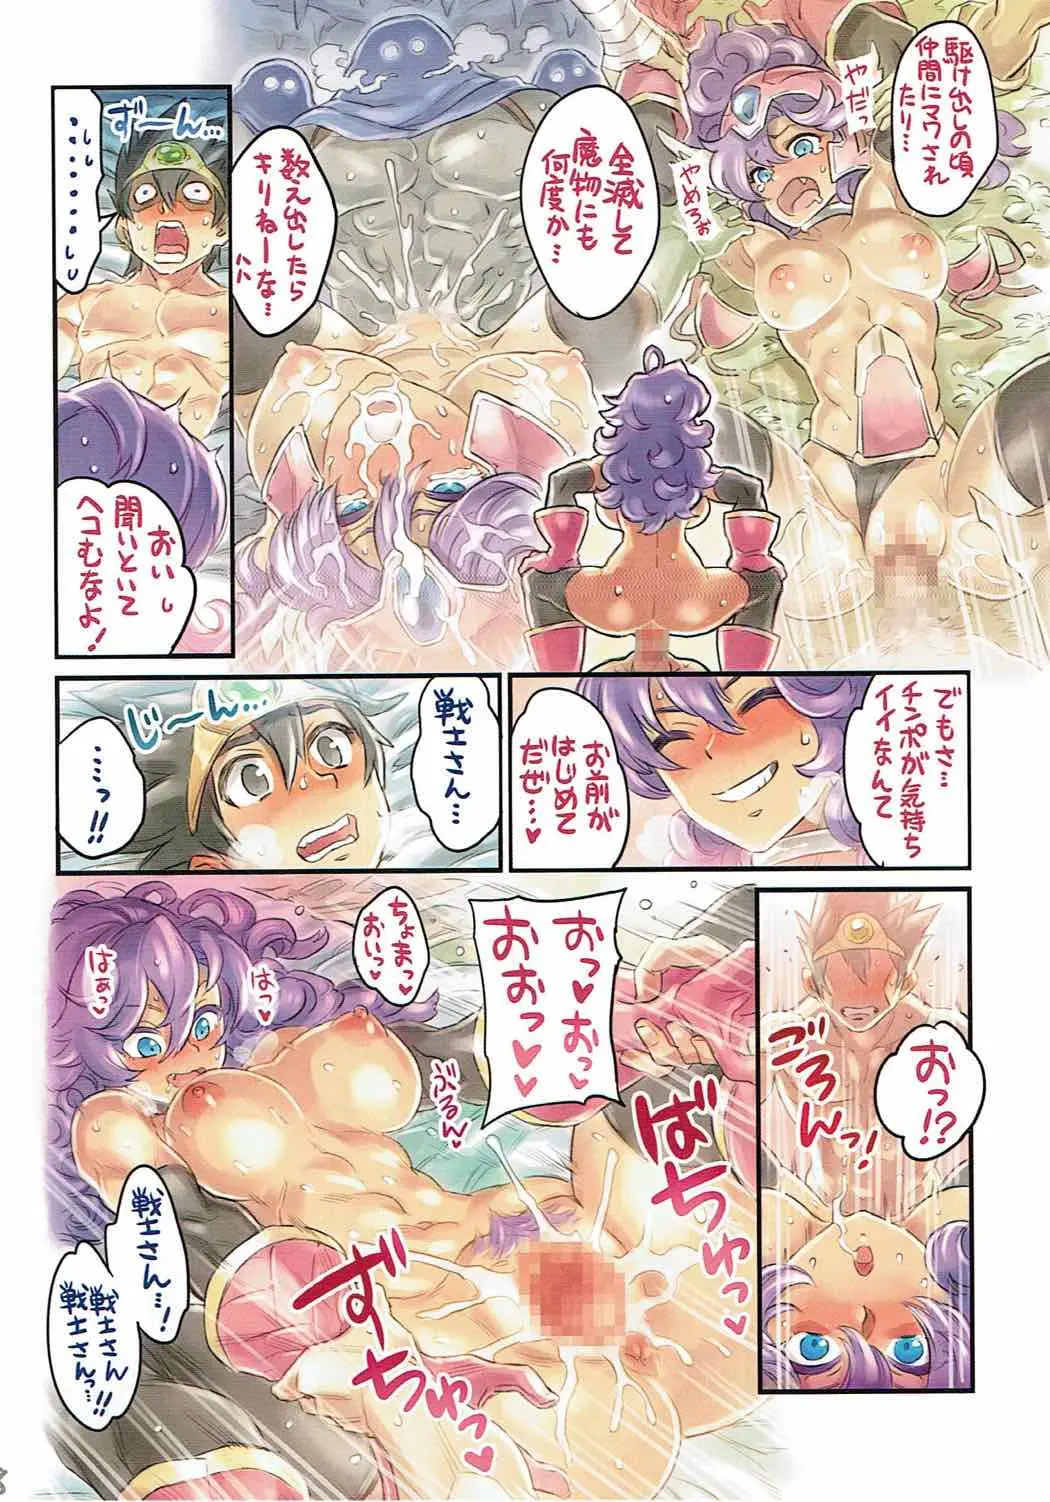 駆け出しの頃
仲間にマワされ
たり…
やだっ
やめろぉ
全滅して
魔物にも
何度か…
数え出したら
キリねーな…
ハハ
ずーん…
おいし
聞いといて
ヘコむなよ!
でもさ…
チンポが気持ち
イイなんて
お前が
はじめて
だぜ…♥
戦士さん…
じーん…
……っ!!
おっ!?
ごろんっ!
おっ♥おっ♥
おおっ♥♥
ちょまっ
おいっ♥
はっ♥
はぁっ♥
ぶるんっ
ばちゅっ♥
ずちゅっ♥
戦士さん…!
戦士さん!!
戦士さんっ…
8